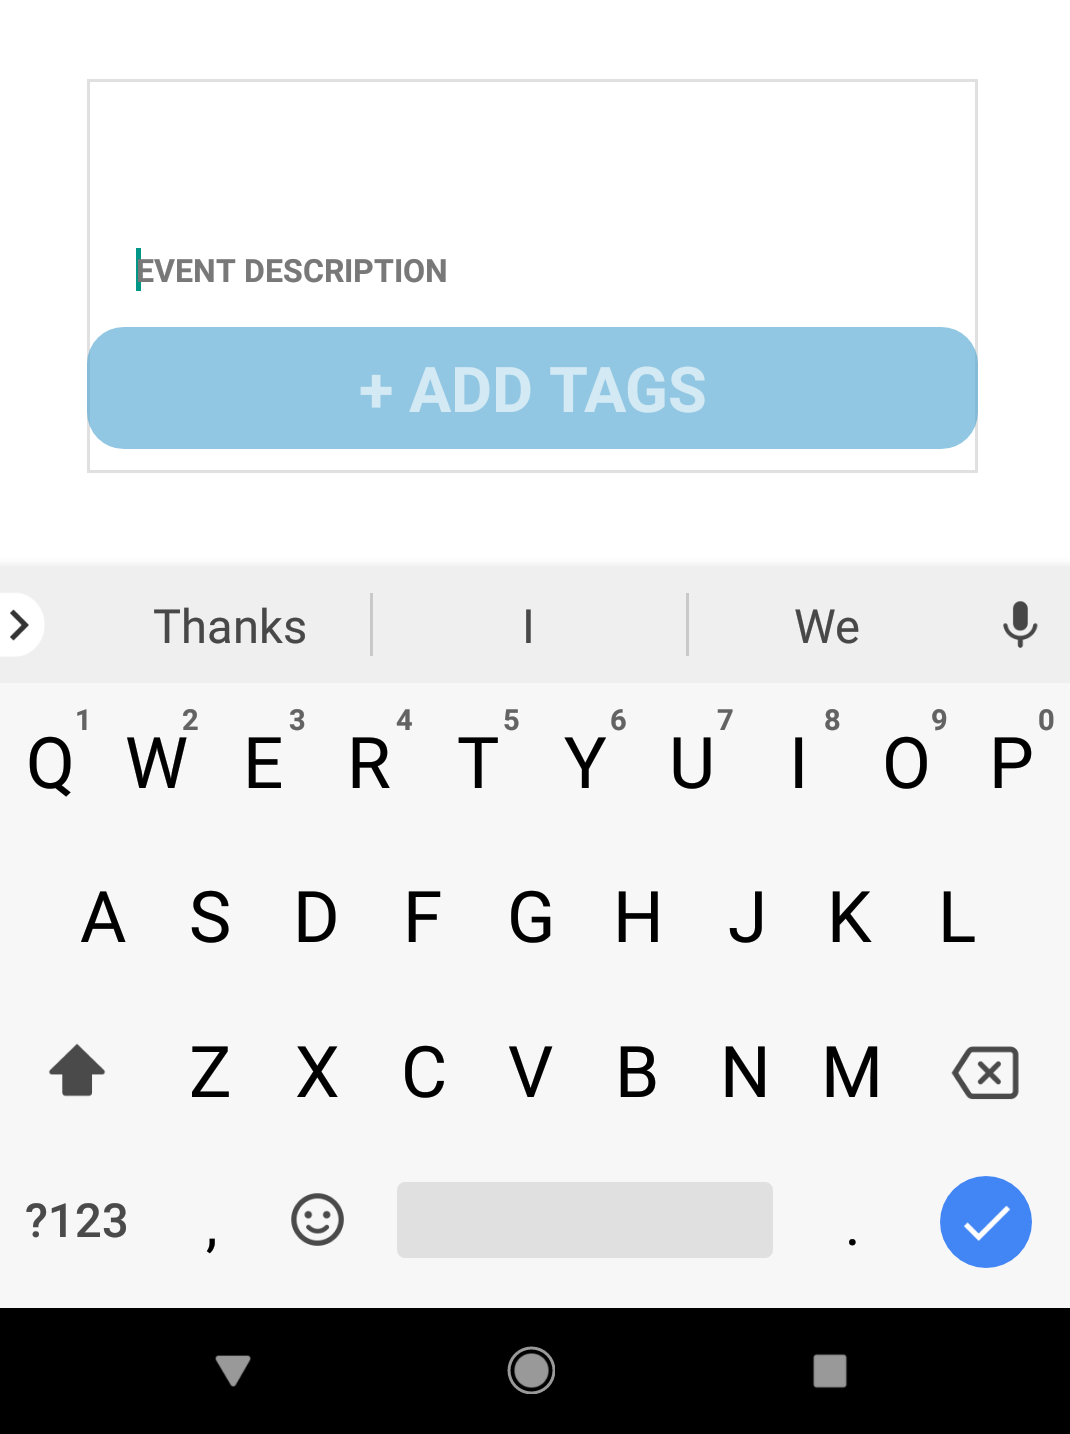 EVENT DESCRIPTION
+ ADD TAGS
Thanks I We
1 2 3 4 5 6 7 8 9 0
Q W E R T Y U I O P
A S D F G H J K L
Z X C V B N M
?123 , .